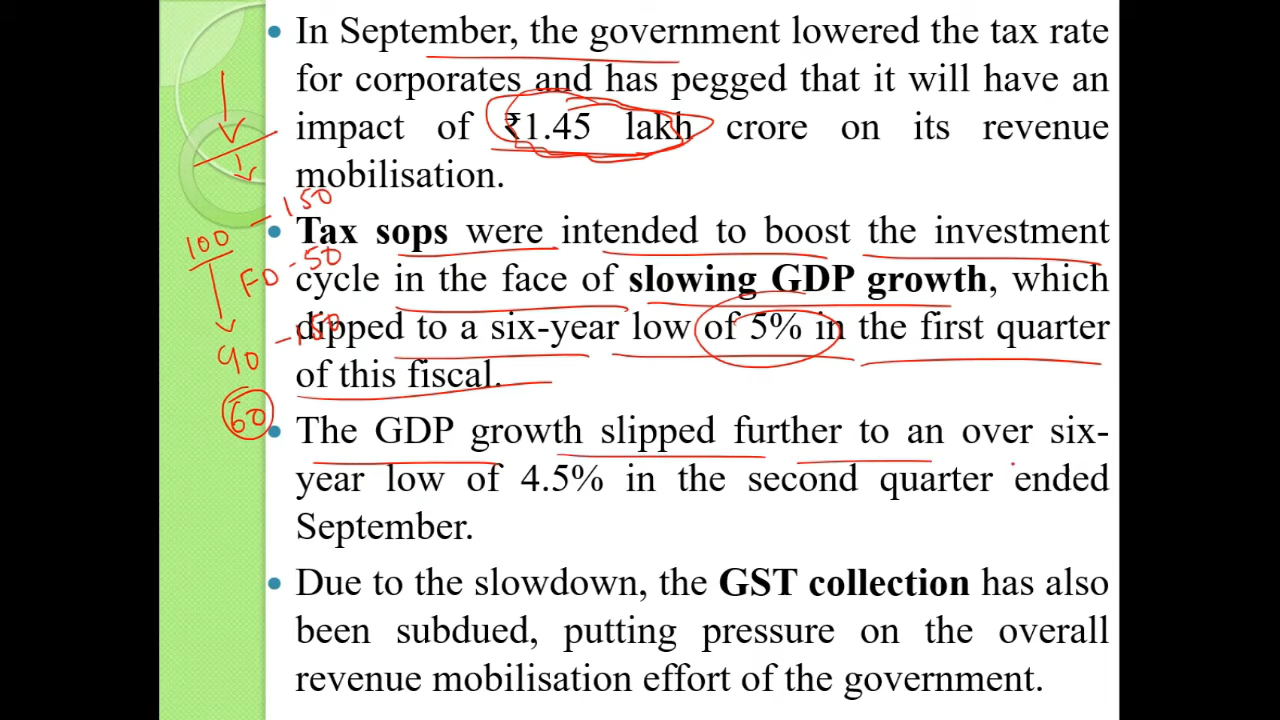 In September, the government lowered the tax rate
for corporates and has pegged that it will have an
impact of ₹1.45 lakh crore on its revenue
mobilisation.
- 150
Tax sops were intended to boost the investment
100
FD - 50
cycle in the face of slowing GDP growth, which
dipped to a six-year low of 5% in the first quarter
90
of this fiscal.
60
The GDP growth slipped further to an over six-
year low of 4.5% in the second quarter ended
September.
Due to the slowdown, the GST collection has also
been subdued, putting pressure on the overall
revenue mobilisation effort of the government.